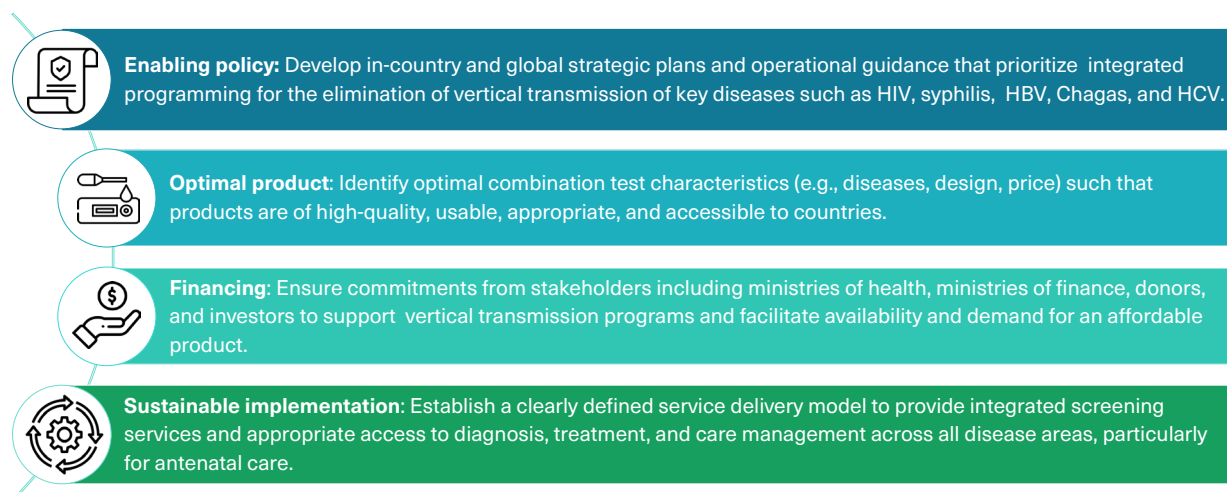 Enabling policy: Develop in-country and global strategic plans and operational guidance that prioritize integrated
programming for the elimination of vertical transmission of key diseases such as HIV, syphilis, HBV, Chagas, and HCV.
Optimal product: Identify optimal combination test characteristics (e.g., diseases, design, price) such that
products are of high-quality, usable, appropriate, and accessible to countries.
$
Financing: Ensure commitments from stakeholders including ministries of health, ministries of finance, donors,
and investors to support vertical transmission programs and facilitate availability and demand for an affordable
product.
Sustainable implementation: Establish a clearly defined service delivery model to provide integrated screening
services and appropriate access to diagnosis, treatment, and care management across all disease areas, particularly
for antenatal care.